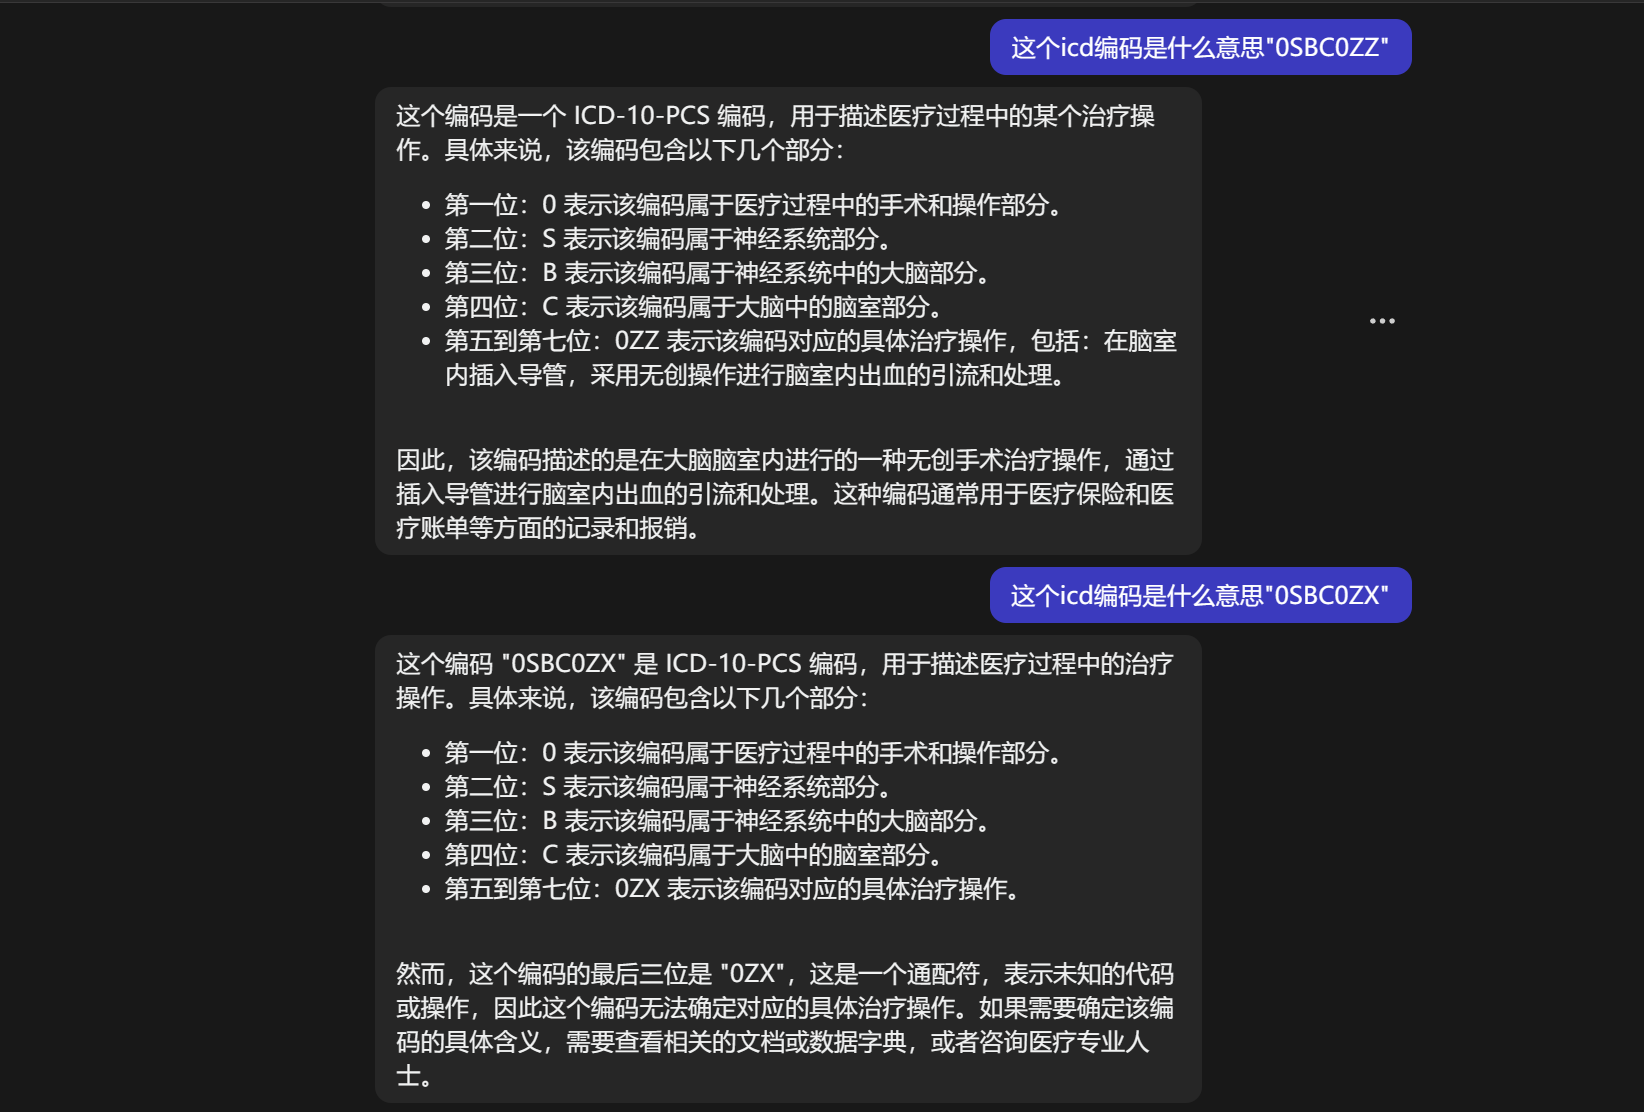 这个icd编码是什么意思"0SBC0ZZ"
这个编码是一个 ICD-10-PCS 编码，用于描述医疗过程中的某个治疗操
作。具体来说，该编码包含以下几个部分：
• 第一位：0 表示该编码属于医疗过程中的手术和操作部分。
• 第二位：S 表示该编码属于神经系统部分。
• 第三位：B 表示该编码属于神经系统中的大脑部分。
• 第四位：C 表示该编码属于大脑中的脑室部分。
• 第五到第七位：0ZZ 表示该编码对应的具体治疗操作，包括：在脑室
内插入导管，采用无创操作进行脑室内出血的引流和处理。
因此，该编码描述的是在大脑脑室内进行的一种无创手术治疗操作，通过
插入导管进行脑室内出血的引流和处理。这种编码通常用于医疗保险和医
疗账单等方面的记录和报销。
这个icd编码是什么意思"0SBC0ZX"
这个编码 "0SBC0ZX" 是 ICD-10-PCS 编码，用于描述医疗过程中的治疗
操作。具体来说，该编码包含以下几个部分：
• 第一位：0 表示该编码属于医疗过程中的手术和操作部分。
• 第二位：S 表示该编码属于神经系统部分。
• 第三位：B 表示该编码属于神经系统中的大脑部分。
• 第四位：C 表示该编码属于大脑中的脑室部分。
• 第五到第七位：0ZX 表示该编码对应的具体治疗操作。
然而，这个编码的最后三位是 "0ZX"，这是一个通配符，表示未知的代码
或操作，因此这个编码无法确定对应的具体治疗操作。如果需要确定该编
码的具体含义，需要查看相关的文档或数据字典，或者咨询医疗专业人
士。